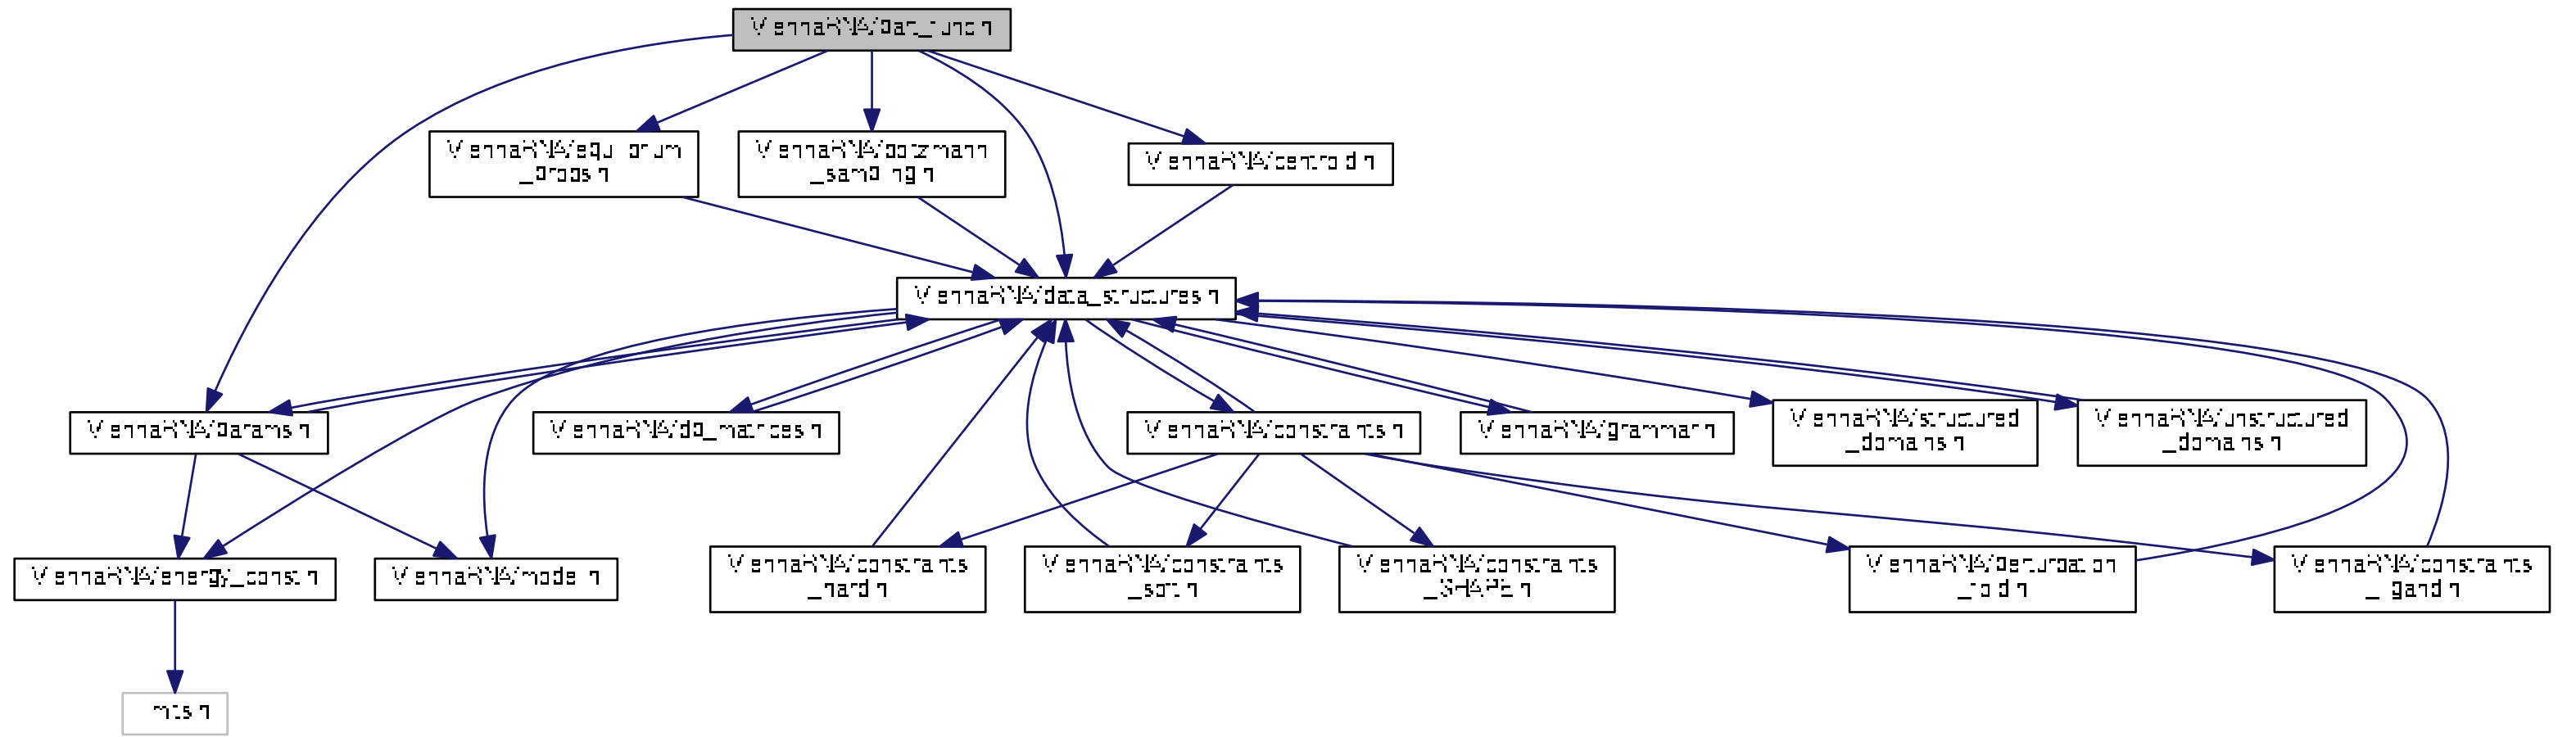 ViennaRNA/part_func.h
ViennaRNA/equilibrium
_probs.h
ViennaRNA/boltzmann
_sampling.h
ViennaRNA/centroid.h
ViennaRNA/data_structures.h
ViennaRNA/params.h
ViennaRNA/dp_matrices.h
ViennaRNA/constraints.h
ViennaRNA/grammar.h
ViennaRNA/structured
_domains.h
ViennaRNA/unstructured
_domains.h
ViennaRNA/energy_const.h
ViennaRNA/model.h
ViennaRNA/constraints
_hard.h
ViennaRNA/constraints
_soft.h
ViennaRNA/constraints
_SHAPE.h
ViennaRNA/perturbation
_fold.h
ViennaRNA/constraints
_ligand.h
limits.h